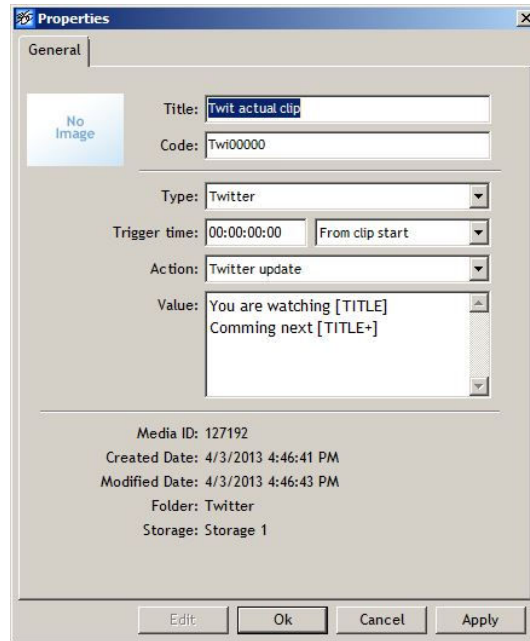 Properties
General
No
Image
Title: Twit actual clip
Code: Twi00000
Type: Twitter
Trigger time: 00:00:00:00 From clip start
Action: Twitter update
Value: You are watching [TITLE]
Comming next [TITLE+]
Media ID: 127192
Created Date: 4/3/2013 4:46:41 PM
Modified Date: 4/3/2013 4:46:43 PM
Folder: Twitter
Storage: Storage 1
Edit Ok Cancel Apply